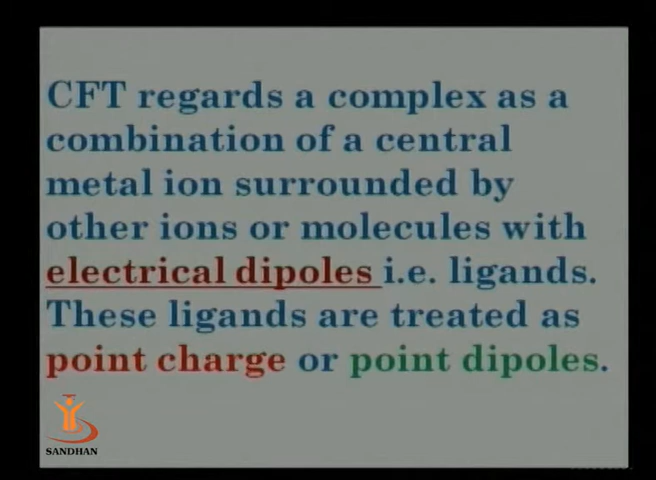 CFT regards a complex as a
combination of a central
metal ion surrounded by
other ions or molecules with
electrical dipoles i.e. ligands.
These ligands are treated as
point charge or point dipoles.
SANDHAN